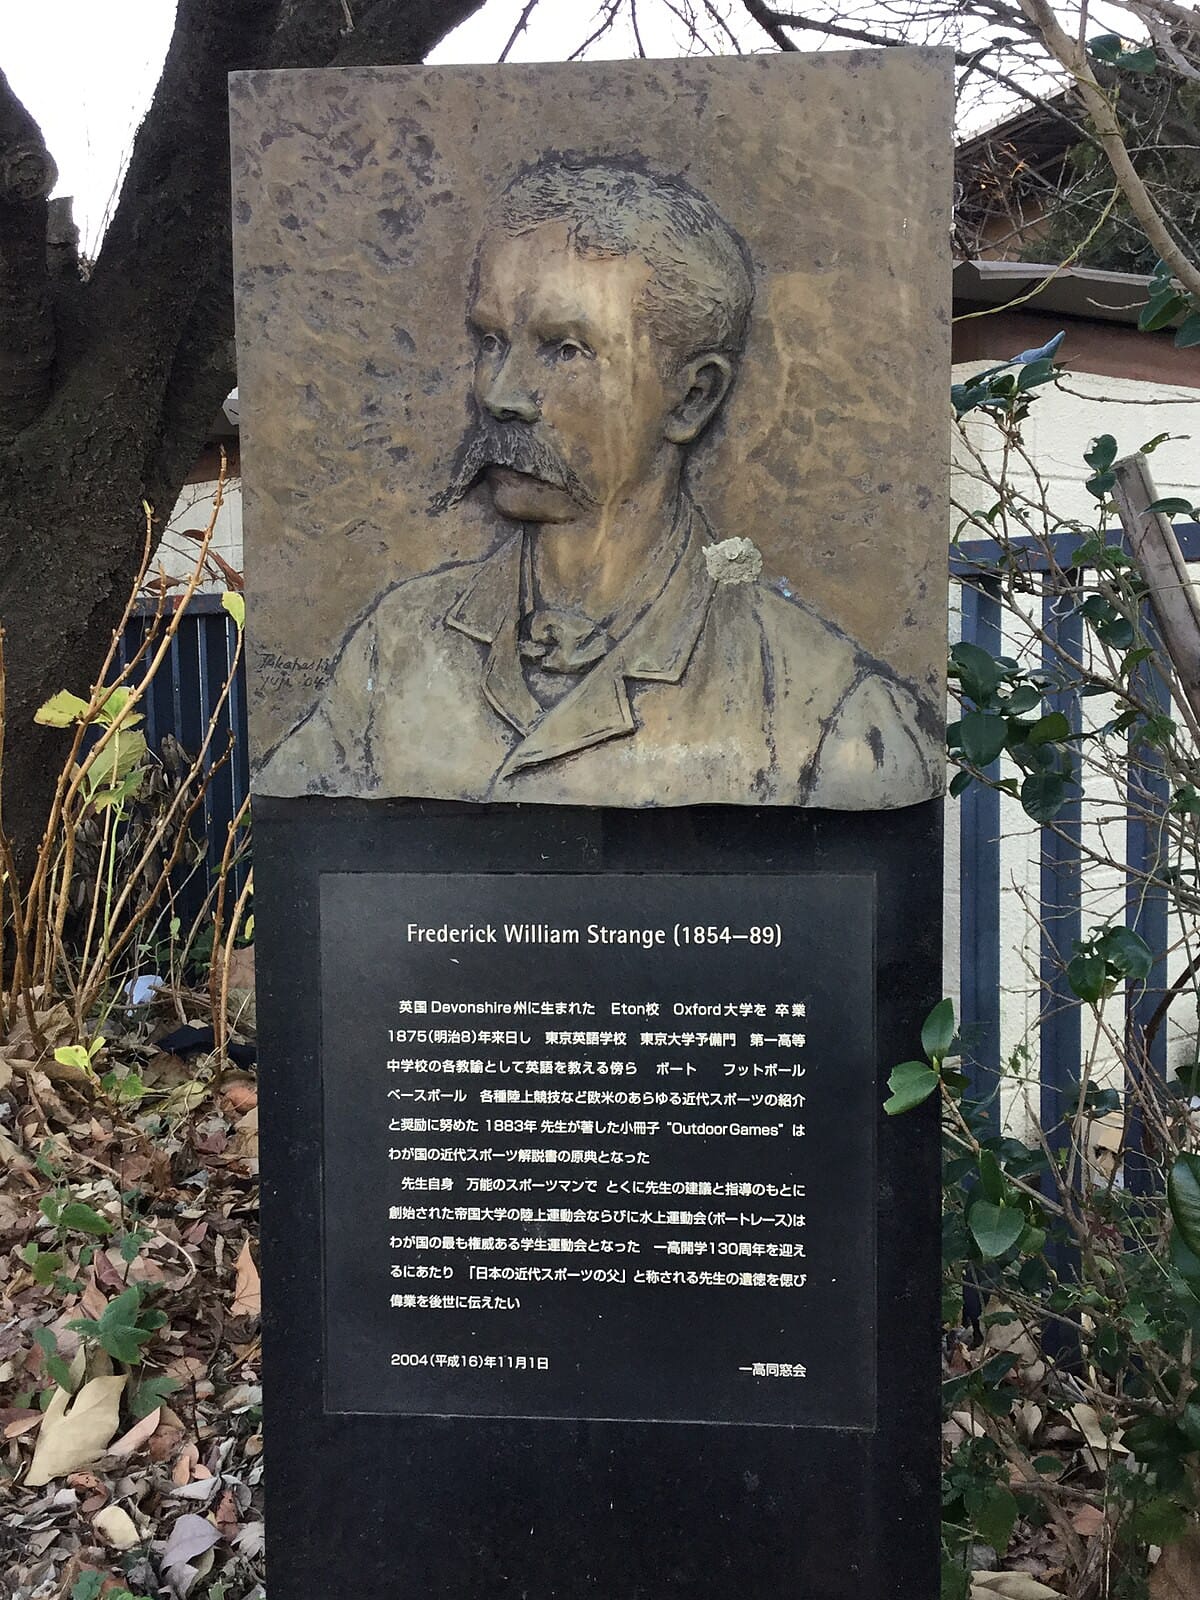 Takahashi
yuji '04
Frederick William Strange (1854—89)
英国 Devonshire州に生まれた　Eton校　Oxford大学を 卒業
1875(明治8)年来日し　東京英語学校　東京大学予備門　第一高等
中学校の各教諭として英語を教える傍ら　ボート　フットボール
ベースボール　各種陸上競技など欧米のあらゆる近代スポーツの紹介
と奨励に努めた 1883年 先生が著した小冊子 “Outdoor Games” は
わが国の近代スポーツ解説書の原典となった
先生自身　万能のスポーツマンで とくに先生の建議と指導のもとに
創始された帝国大学の陸上運動会ならびに水上運動会(ボートレース)は
わが国の最も権威ある学生運動会となった　一高開学130周年を迎え
るにあたり　「日本の近代スポーツの父」と称される先生の遺徳を偲び
偉業を後世に伝えたい
2004(平成16)年11月1日
一高同窓会